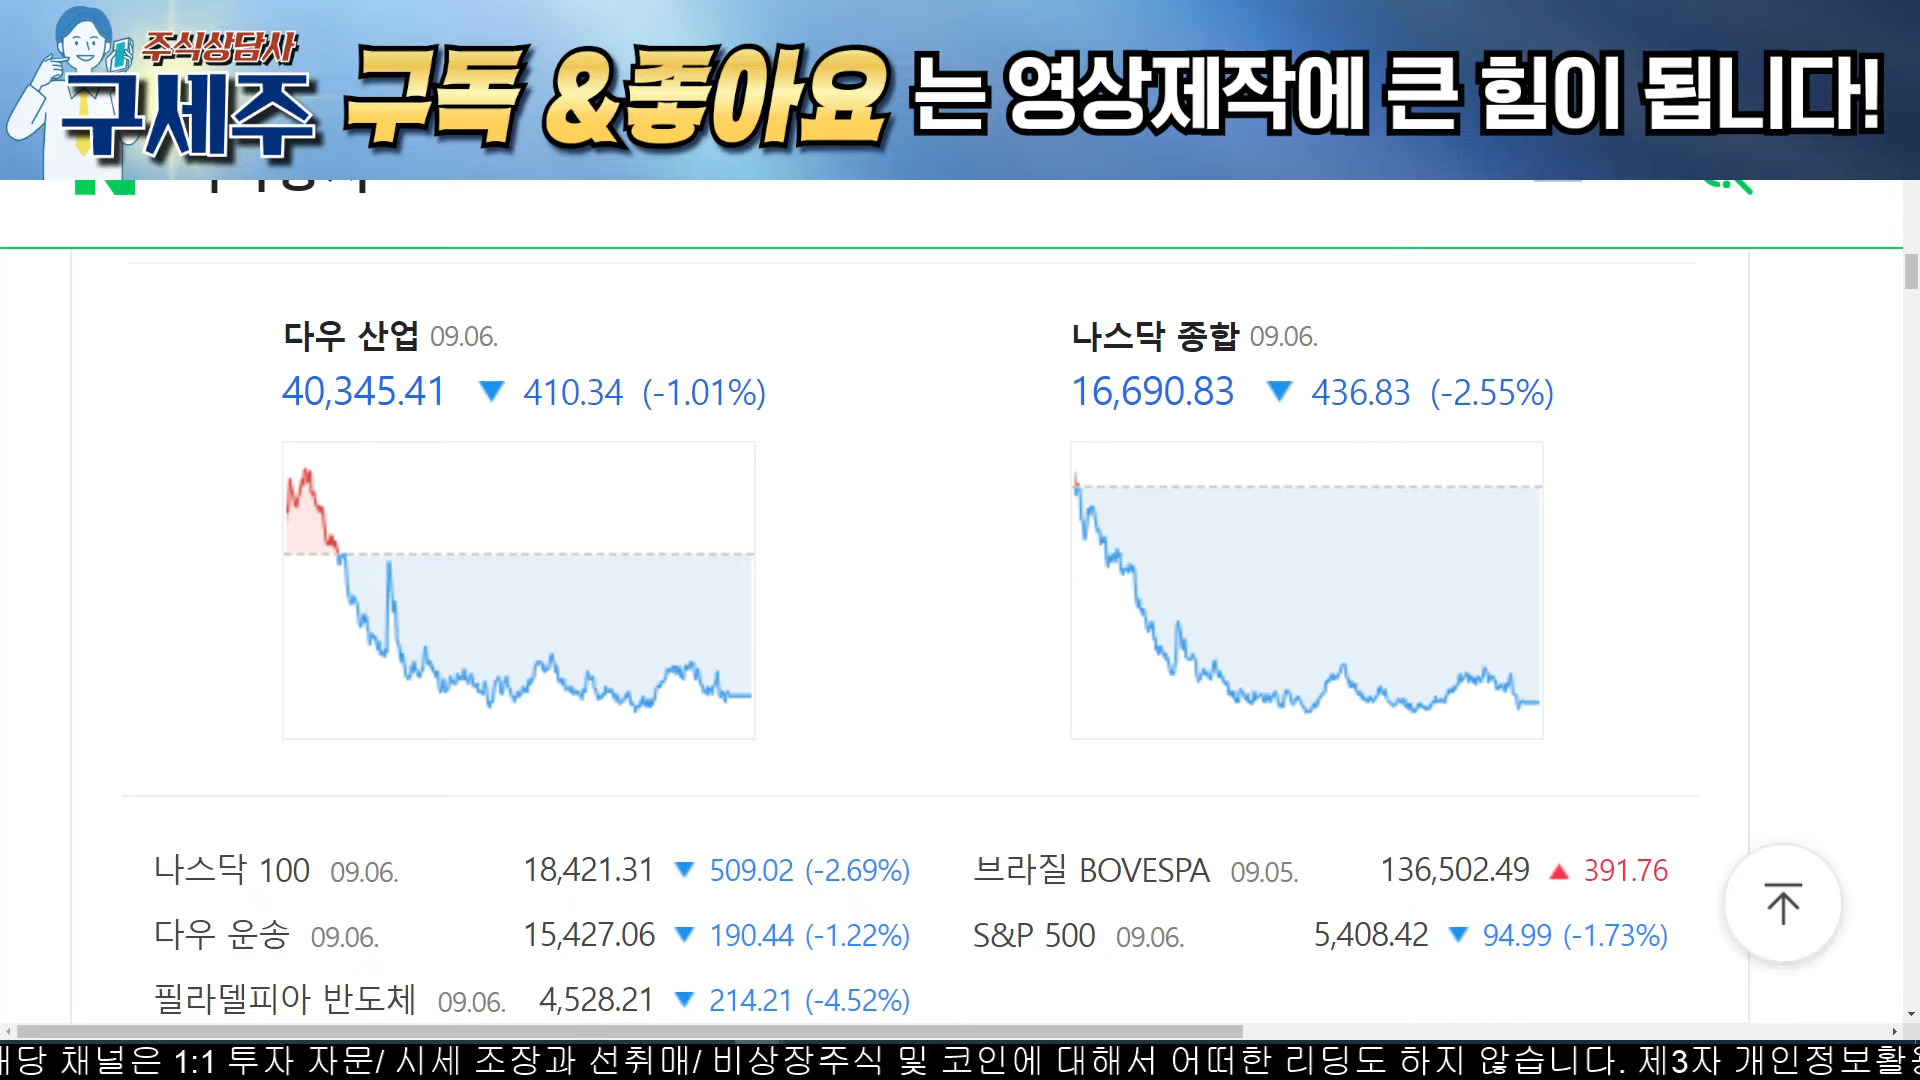 주식상담사
구세주
구독 &좋아요 는 영상제작에 큰 힘이 됩니다!
다우 산업 09.06.
40,345.41 ▼ 410.34 (-1.01%)
나스닥 종합 09.06.
16,690.83 ▼ 436.83 (-2.55%)
나스닥 100 09.06. 18,421.31 ▼ 509.02 (-2.69%)
브라질 BOVESPA 09.05. 136,502.49 ▲ 391.76
다우 운송 09.06. 15,427.06 ▼ 190.44 (-1.22%)
S&P 500 09.06. 5,408.42 ▼ 94.99 (-1.73%)
필라델피아 반도체 09.06. 4,528.21 ▼ 214.21 (-4.52%)
채널은 1:1 투자 자문/ 시세 조장과 선취매/ 비상장주식 및 코인에 대해서 어떠한 리딩도 하지 않습니다. 제3자